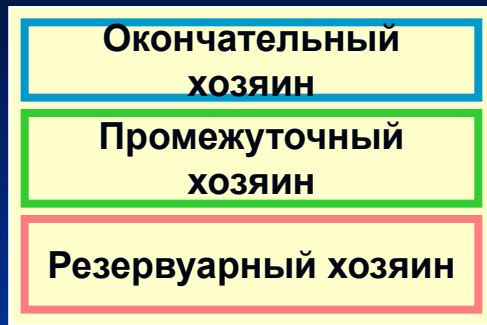 Окончательный
хозяин
Промежуточный
хозяин
Резервуарный хозяин